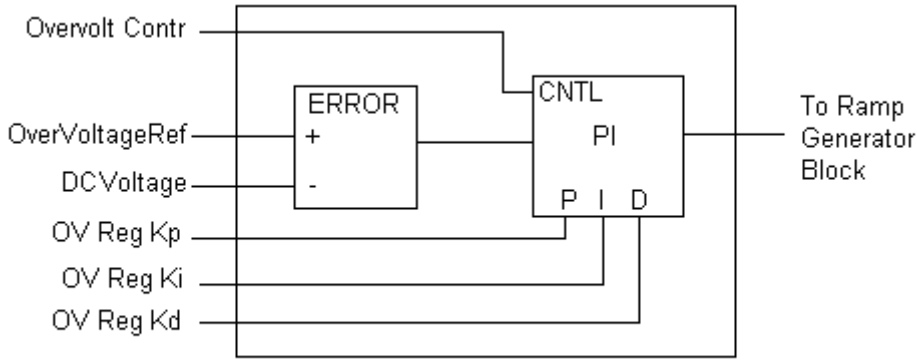 Overvolt Contr
CNTL
ERROR
OverVoltageRef
+
PI
To Ramp
Generator
Block
DCVoltage
-
P I D
OV Reg Kp
OV Reg Ki
OV Reg Kd